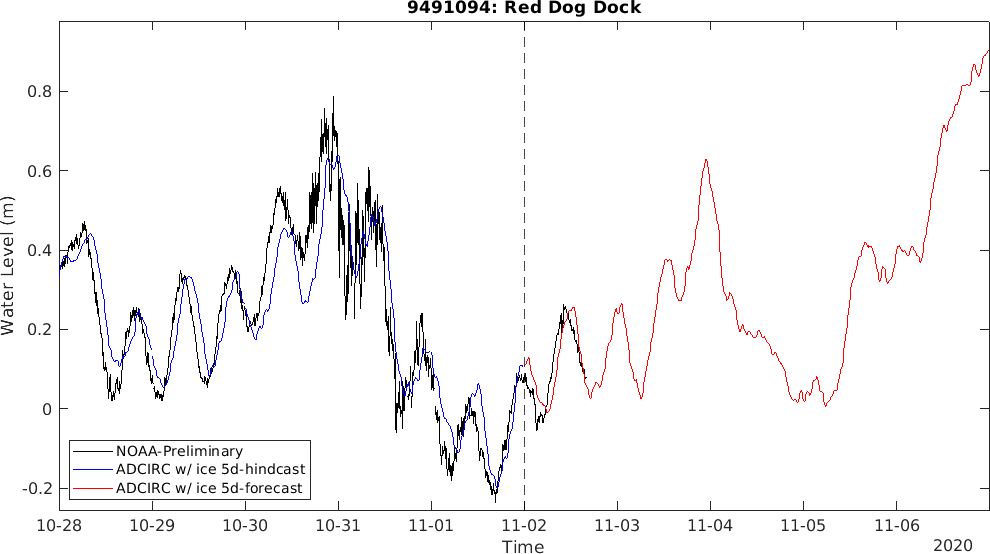 9491094: Red Dog Dock
Water Level (m)
0.8
0.6
0.4
0.2
0
-0.2
NOAA-Preliminary
ADCIRC w/ ice 5d-hindcast
ADCIRC w/ ice 5d-forecast
10-28 10-29 10-30 10-31 11-01 11-02 11-03 11-04 11-05 11-06
Time
2020